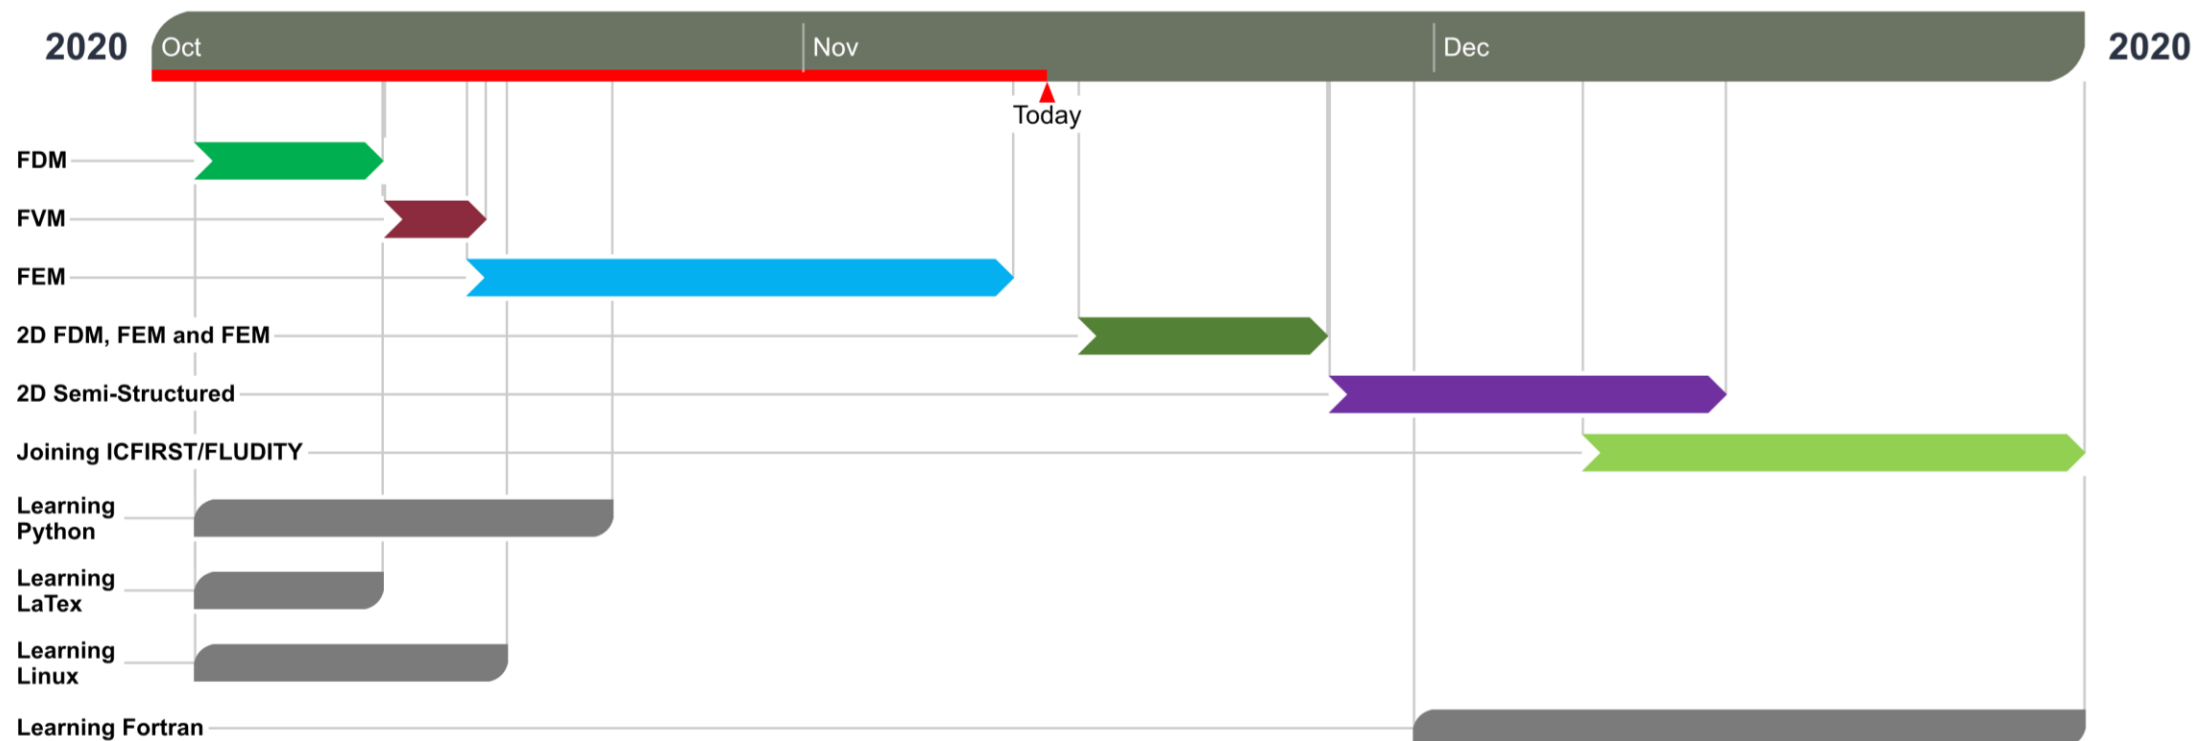 2020
Oct
Nov
Dec
2020
Today
FDM
FVM
FEM
2D FDM, FEM and FEM
2D Semi-Structured
Joining ICFIRST/FLUDITY
Learning
Python
Learning
LaTex
Learning
Linux
Learning Fortran